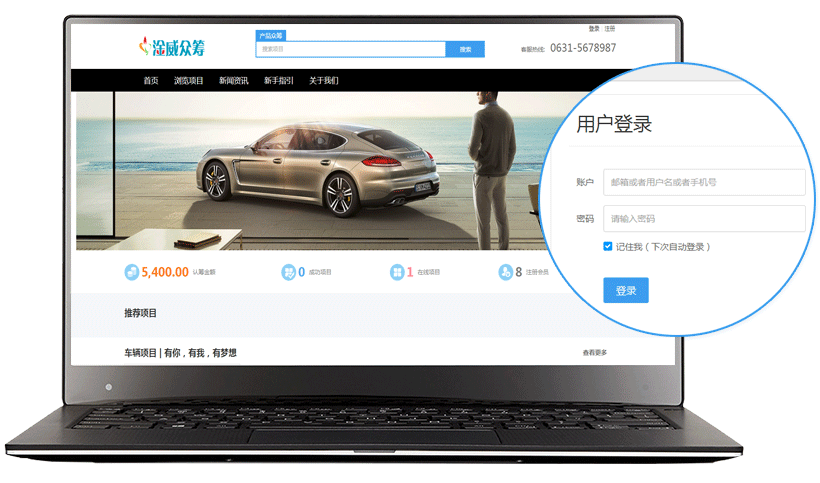 登录 注册
淦威众筹
产品众筹
搜索项目
搜索
客服热线: 0631-5678987
首页 浏览项目 新闻资讯 新手指引 关于我们
5,400.00 认筹金额
0 成功项目
1 在线项目
8 注册会员
推荐项目
车辆项目 | 有你，有我，有梦想
查看更多
用户登录
账户 邮箱或者用户名或者手机号
密码 请输入密码
记住我（下次自动登录）
登录